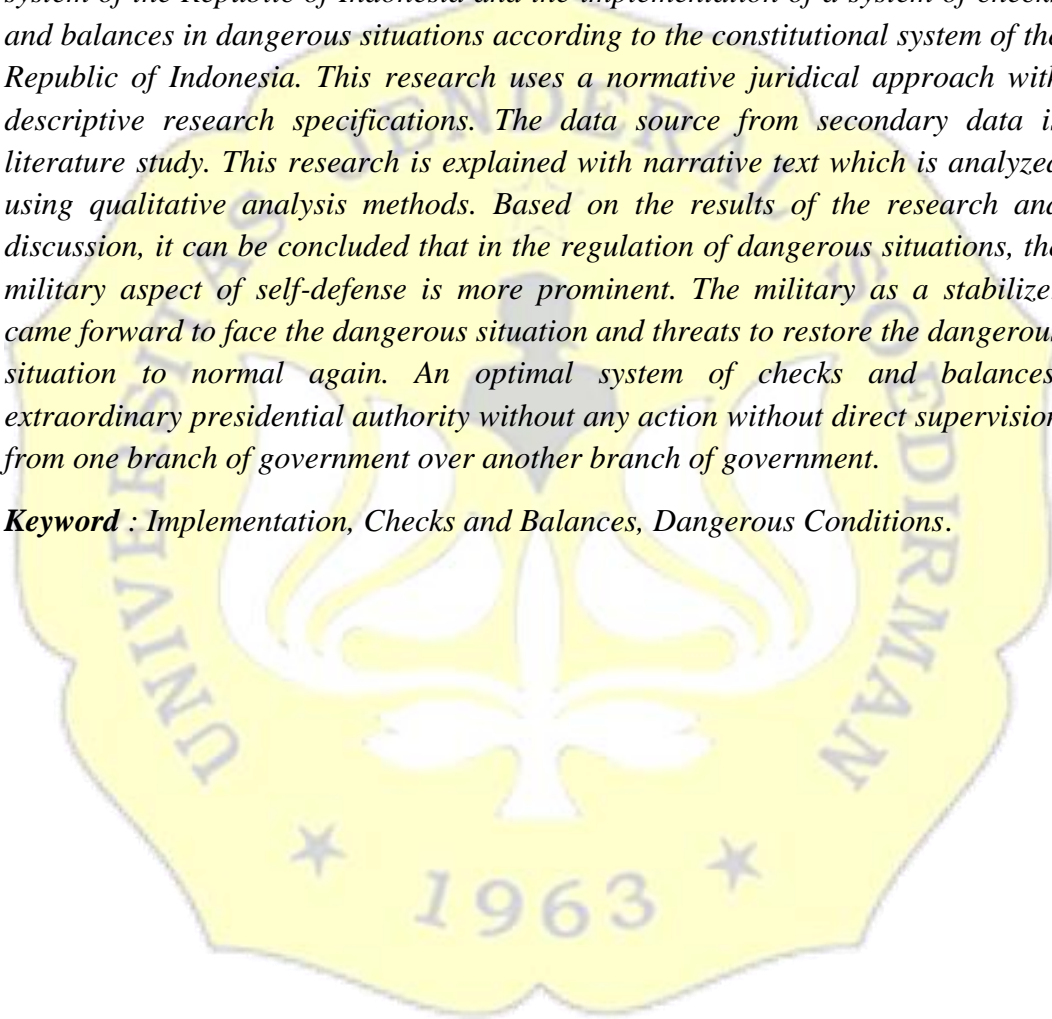 system of the Republic of Indonesia and the implementation of a system of checks
and balances in dangerous situations according to the constitutional system of the
Republic of Indonesia. This research uses a normative juridical approach with
descriptive research specifications. The data source from secondary data
literature study. This research is explained with narrative text which is analyzed
using qualitative analysis methods. Based on the results of the research and
discussion, it can be concluded that in the regulation of dangerous situations, the
military aspect of self-defense is more prominent. The military as a stabilizer
came forward to face the dangerous situation and threats to restore the dangerous
situation to normal again. An optimal system of checks and balances
extraordinary presidential authority without any action without direct supervision
from one branch of government over another branch of government.
Keyword : Implementation, Checks and Balances, Dangerous Conditions.
UNIVERSITAS JENDERAL SOEDIRMAN
1963